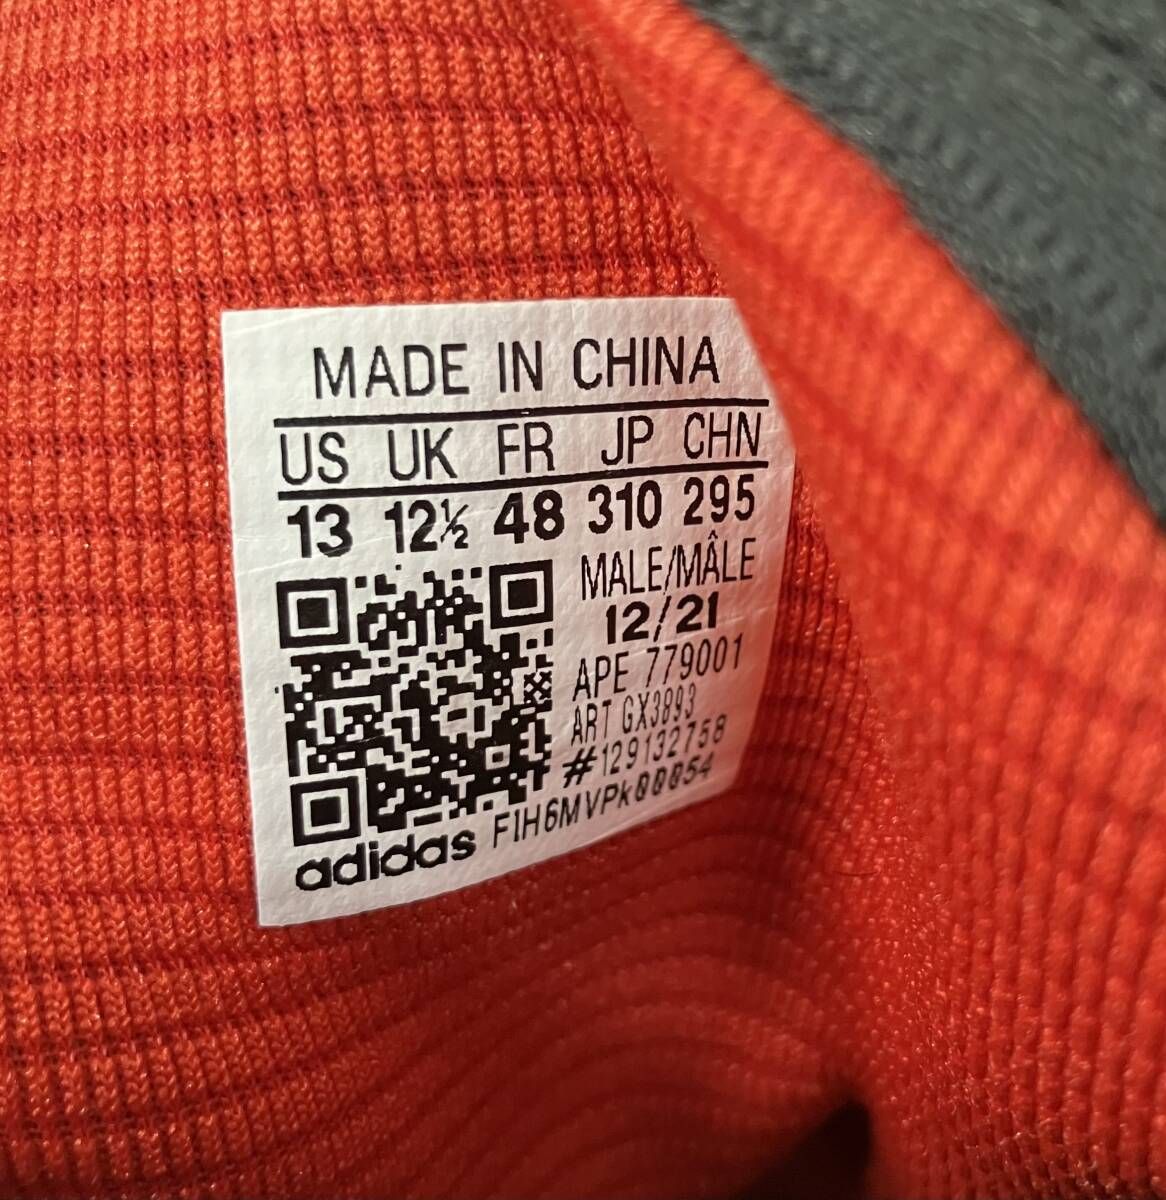 MADE IN CHINA
US UK FR JP CHN
13 12½ 48 310 295
MALE/MÂLE
12/21
APE 779001
ART GX3893
#129132758
adidas F1H6MVPk00054